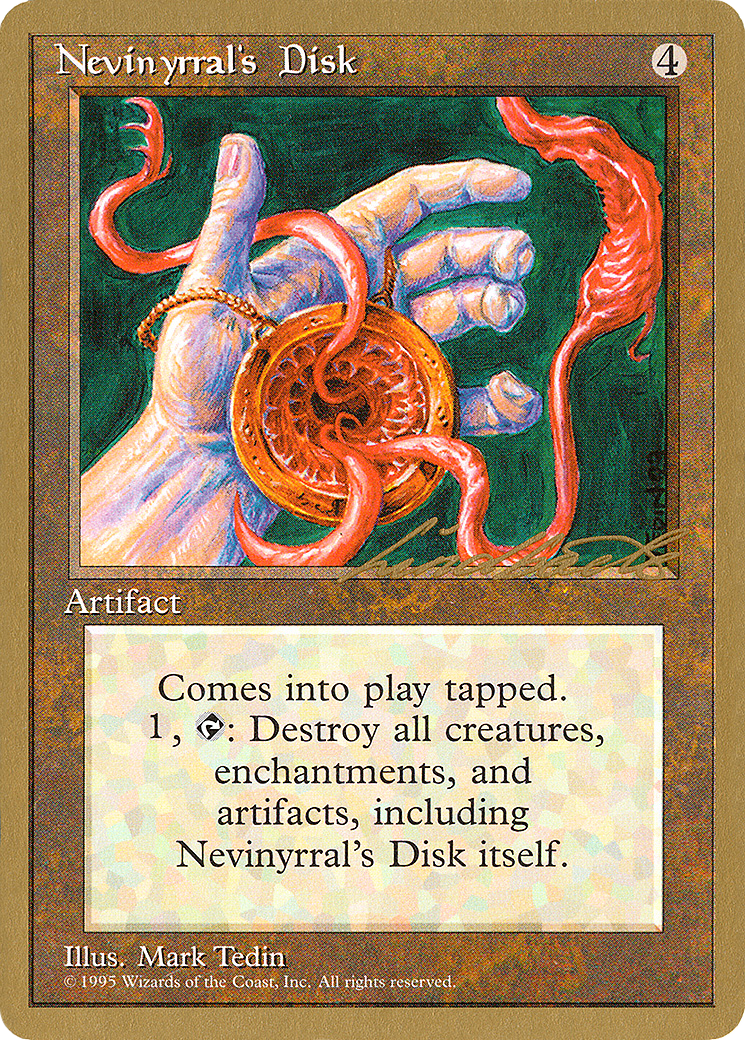 Nevinyrral's Disk 4
Artifact
Comes into play tapped.
1, : Destroy all creatures,
enchantments, and
artifacts, including
Nevinyrral's Disk itself.
Illus. Mark Tedin
© 1995 Wizards of the Coast, Inc. All rights reserved.